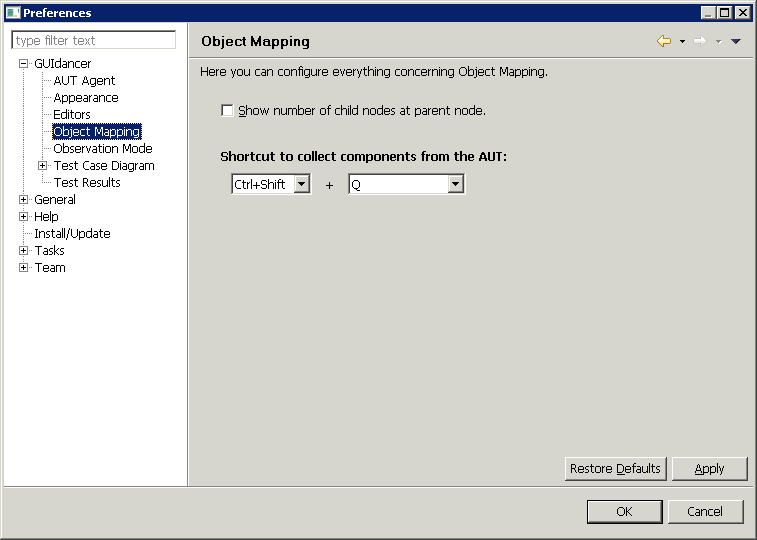 Preferences
type filter text
GUIdancer
AUT Agent
Appearance
Editors
Object Mapping
Observation Mode
Test Case Diagram
Test Results
General
Help
Install/Update
Tasks
Team
Object Mapping
Here you can configure everything concerning Object Mapping.
Show number of child nodes at parent node.
Shortcut to collect components from the AUT:
Ctrl+Shift + Q
Restore Defaults Apply
OK Cancel